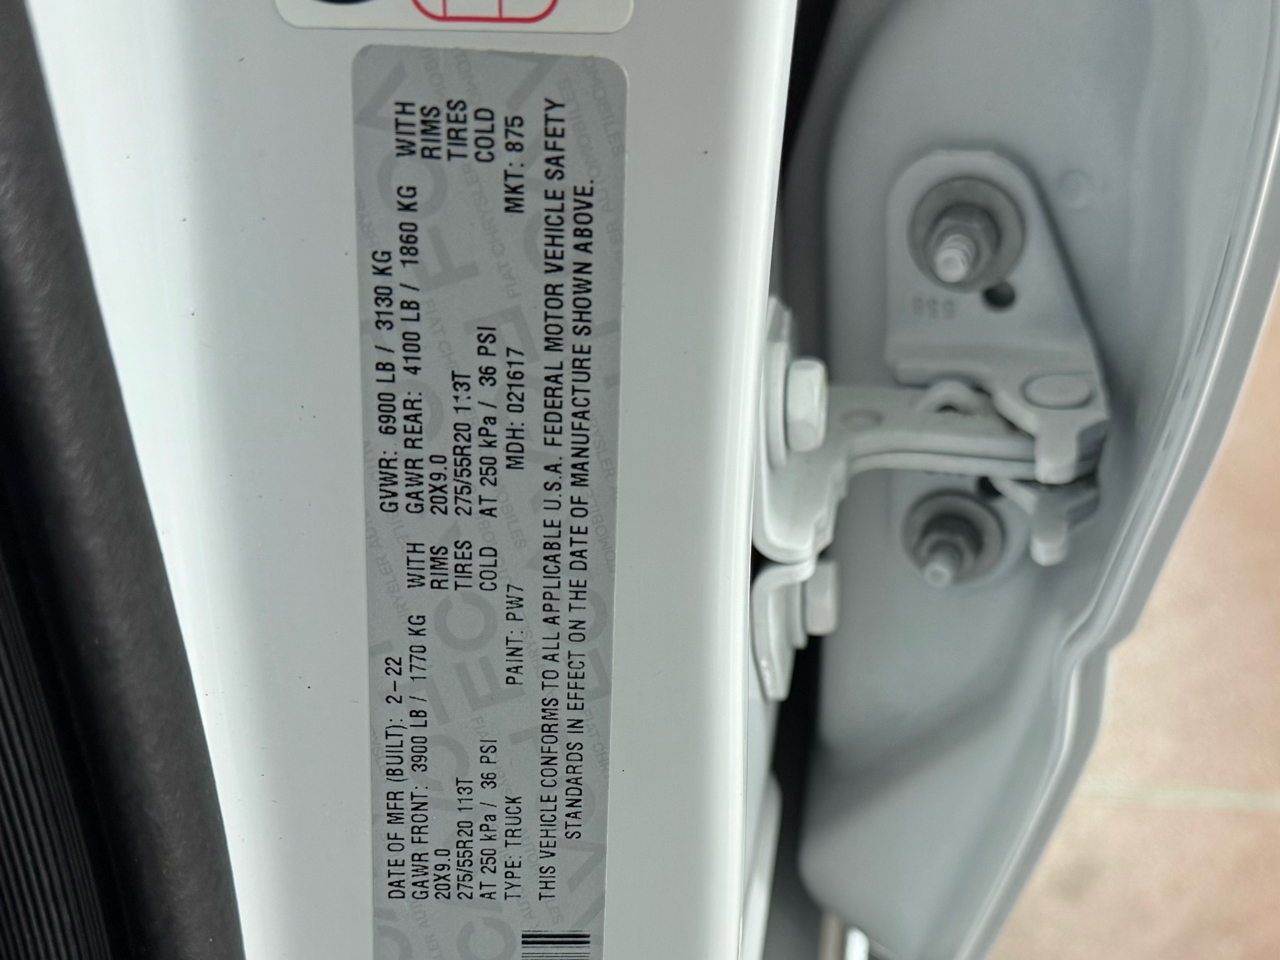 DATE OF MFR (BUILT): 2-22 GVWR: 6900 LB / 3130 KG
GAWR FRONT: 3900 LB / 1770 KG WITH GAWR REAR: 4100 LB / 1860 KG WITH
20X9.0 RIMS 20X9.0 RIMS
275/55R20 113T TIRES 275/55R20 113T TIRES
AT 250 kPa / 36 PSI COLD AT 250 kPa / 36 PSI COLD
TYPE: TRUCK PAINT: PW7 MDH: 021617 MKT: 875
THIS VEHICLE CONFORMS TO ALL APPLICABLE U.S.A. FEDERAL MOTOR VEHICLE SAFETY
STANDARDS IN EFFECT ON THE DATE OF MANUFACTURE SHOWN ABOVE.